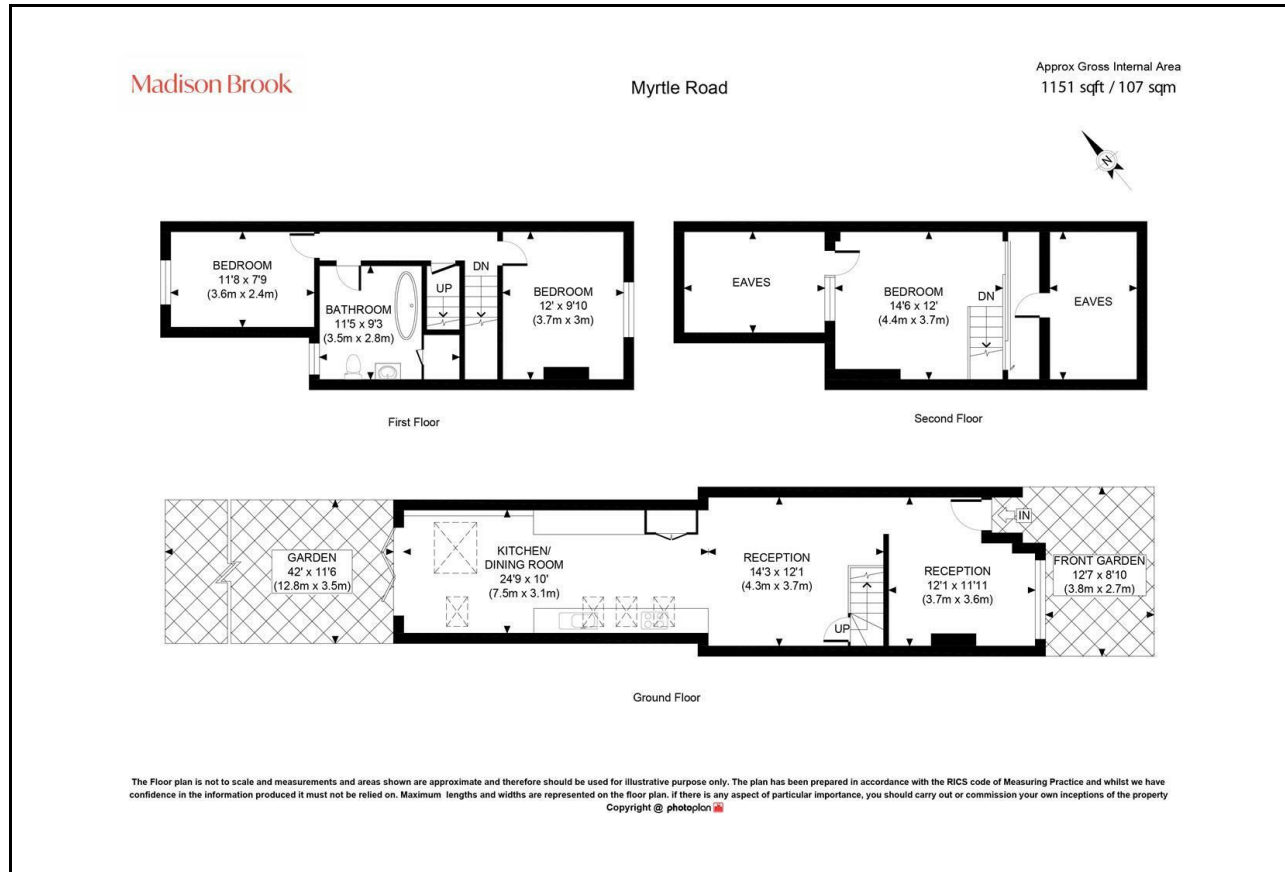 Madison Brook
Myrtle Road
Approx Gross Internal Area
1151 sqft / 107 sqm
N
BEDROOM
11'8 x 7'9
(3.6m x 2.4m)
BATHROOM
11'5 x 9'3
(3.5m x 2.8m)
UP
DN
BEDROOM
12' x 9'10
(3.7m x 3m)
First Floor
EAVES
BEDROOM
14'6 x 12'
(4.4m x 3.7m)
DN
EAVES
Second Floor
GARDEN
42' x 11'6
(12.8m x 3.5m)
KITCHEN/
DINING ROOM
24'9 x 10'
(7.5m x 3.1m)
RECEPTION
14'3 x 12'1
(4.3m x 3.7m)
UP
RECEPTION
12'1 x 11'11
(3.7m x 3.6m)
IN
FRONT GARDEN
12'7 x 8'10
(3.8m x 2.7m)
Ground Floor
The Floor plan is not to scale and measurements and areas shown are approximate and therefore should be used for illustrative purpose only. The plan has been prepared in accordance with the RICS code of Measuring Practice and whilst we have
confidence in the information produced it must not be relied on. Maximum lengths and widths are represented on the floor plan. if there is any aspect of particular importance, you should carry out or commission your own inceptions of the property
Copyright @ photoplan